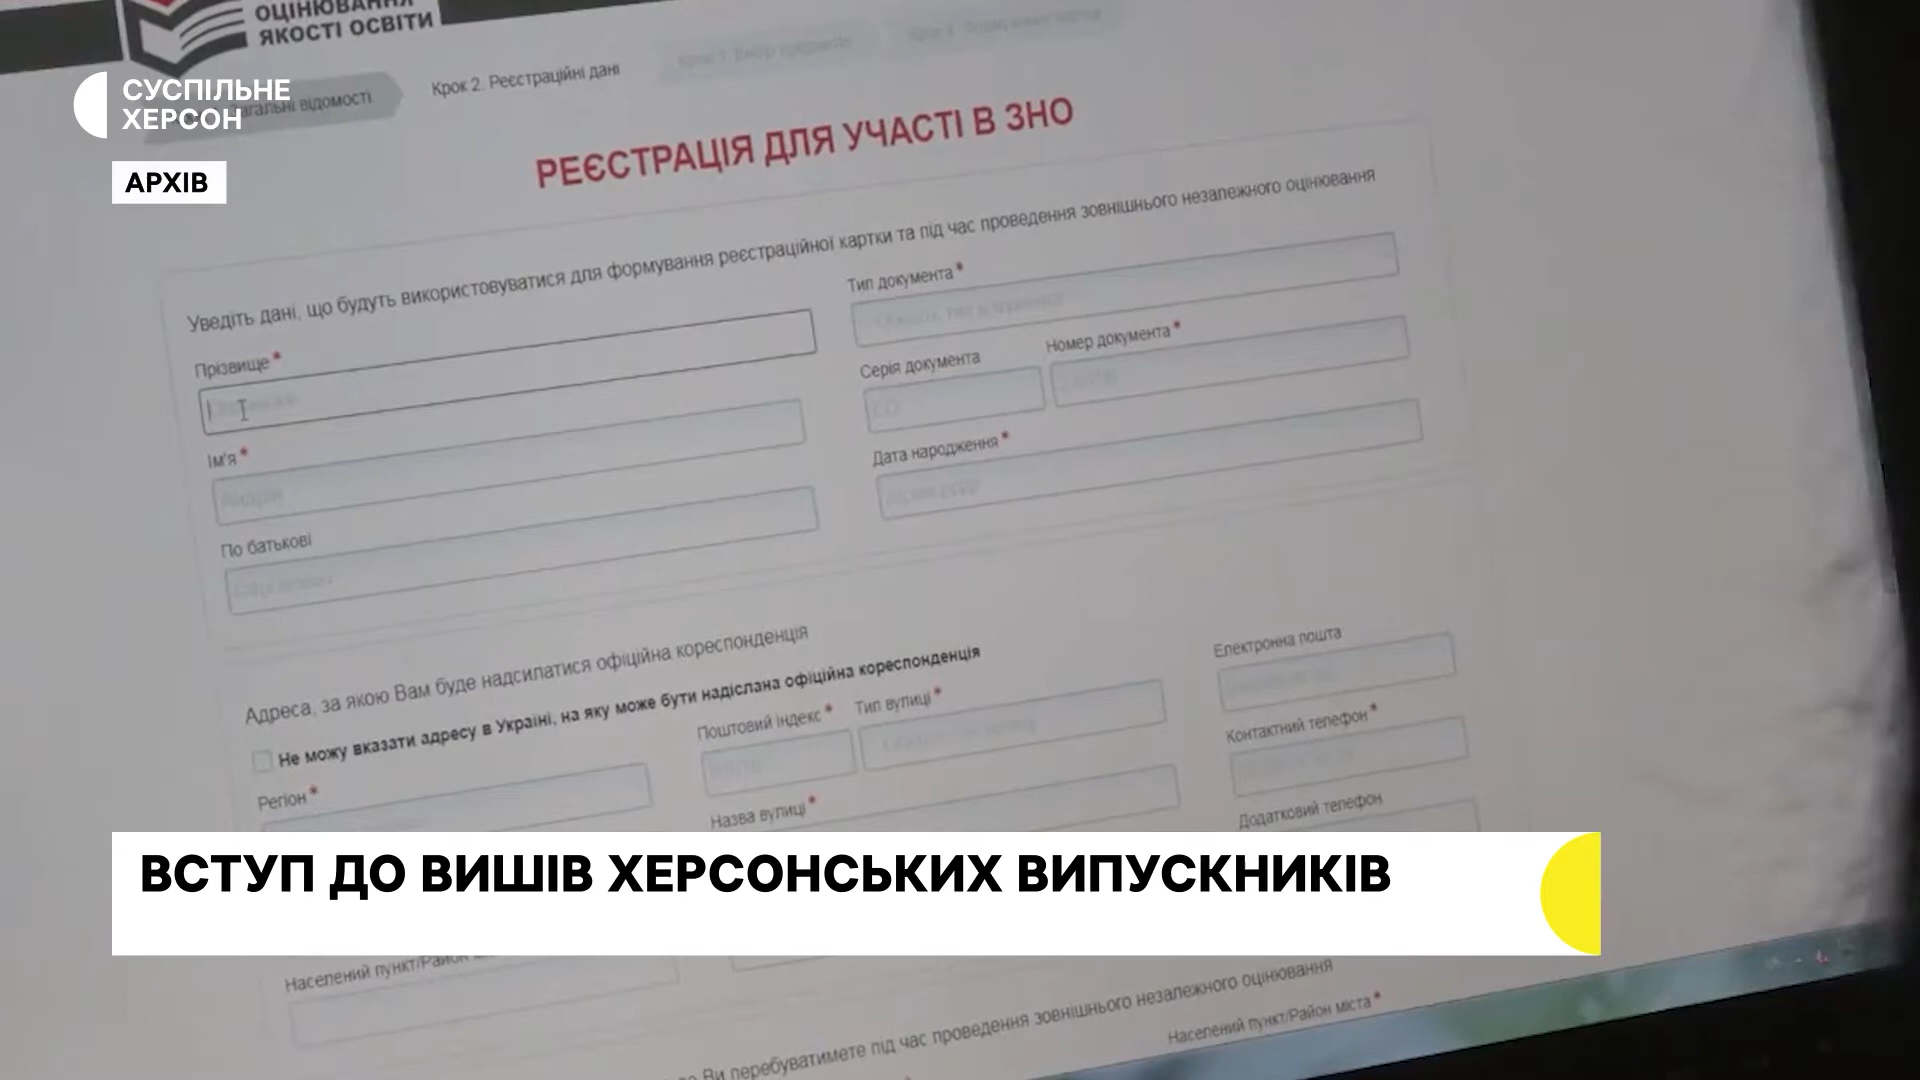 ОЦІНЮВАННЯ
ЯКОСТІ ОСВІТИ
СУСПІЛЬНЕ
ХЕРСОН
АРХІВ
Загальні відомості
Крок 2. Реєстраційні дані
РЕЄСТРАЦІЯ ДЛЯ УЧАСТІ В ЗНО
Уведіть дані, що будуть використовуватися для формування реєстраційної картки та під час проведення зовнішнього незалежного оцінювання
Прізвище *
Тип документа *
Серія документа
Номер документа *
Ім'я *
Дата народження *
По батькові
Адреса, за якою Вам буде надсилатися офіційна кореспонденція
Не можу вказати адресу в Україні, на яку може бути надіслана офіційна кореспонденція
Електронна пошта
Поштовий індекс *
Тип вулиці *
Контактний телефон *
Регіон *
Назва вулиці *
Додатковий телефон
ВСТУП ДО ВИШІВ ХЕРСОНСЬКИХ ВИПУСКНИКІВ
Населений пункт/Район
Ви перебуватимете під час проведення зовнішнього незалежного оцінювання
Населений пункт/Район міста *